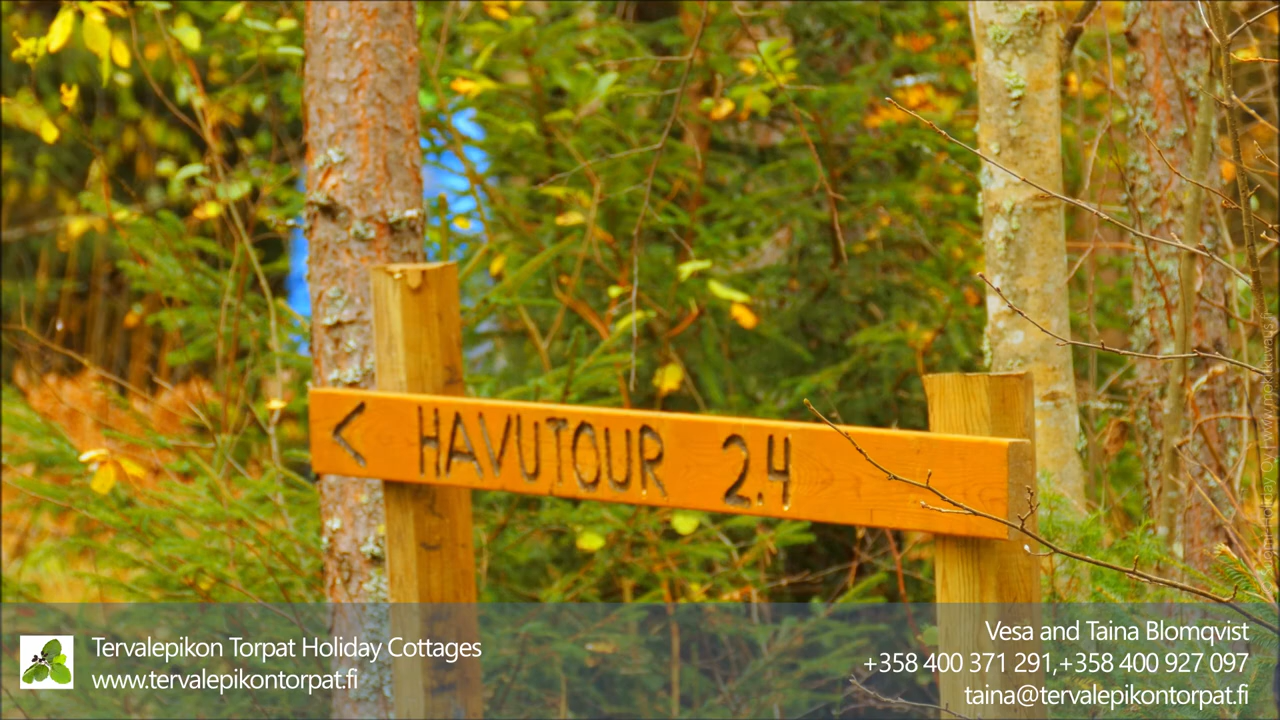 < HAVUTOUR 2.4
Tervalepikon Torpat Holiday Cottages
www.tervalepikontorpat.fi
Vesa and Taina Blomqvist
+358 400 371 291,+358 400 927 097
taina@tervalepikontorpat.fi